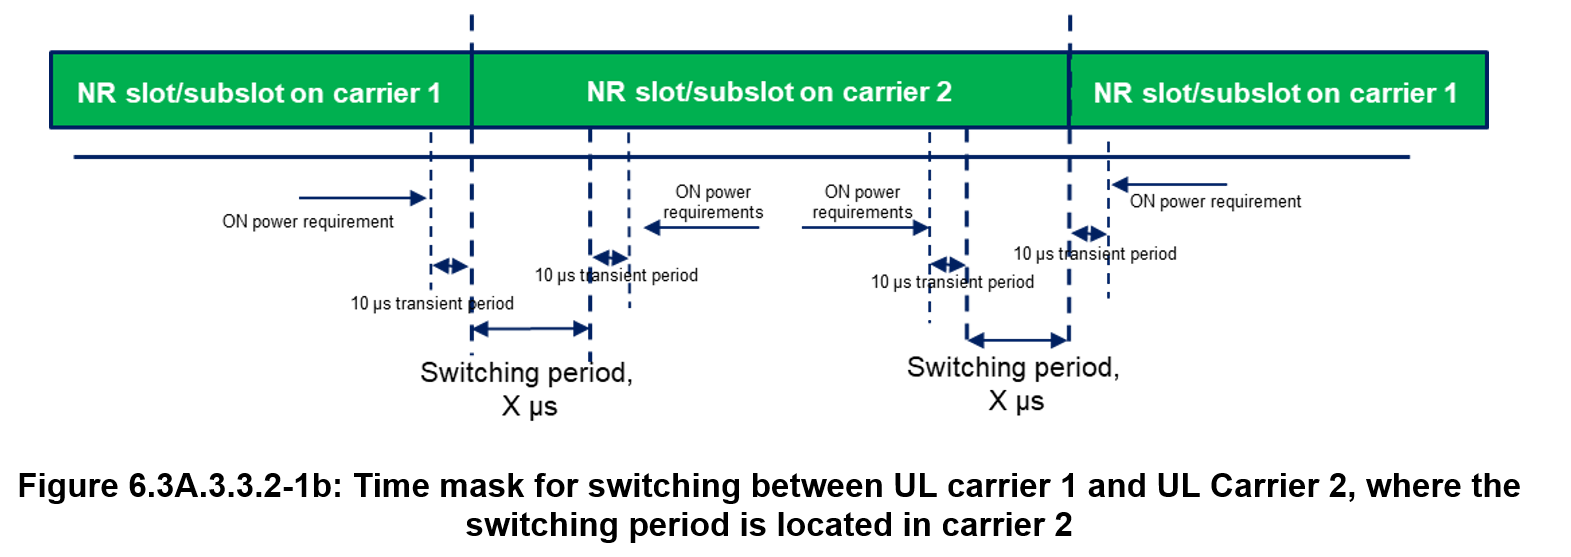 NR slot/subslot on carrier 1
NR slot/subslot on carrier 2
NR slot/subslot on carrier 1
ON power requirement
ON power
requirements
ON power
requirements
ON power requirement
10 µs transient period
10 µs transient period
10 µs transient period
10 µs transient period
Switching period,
X µs
Switching period,
X µs
Figure 6.3A.3.3.2-1b: Time mask for switching between UL carrier 1 and UL Carrier 2, where the
switching period is located in carrier 2